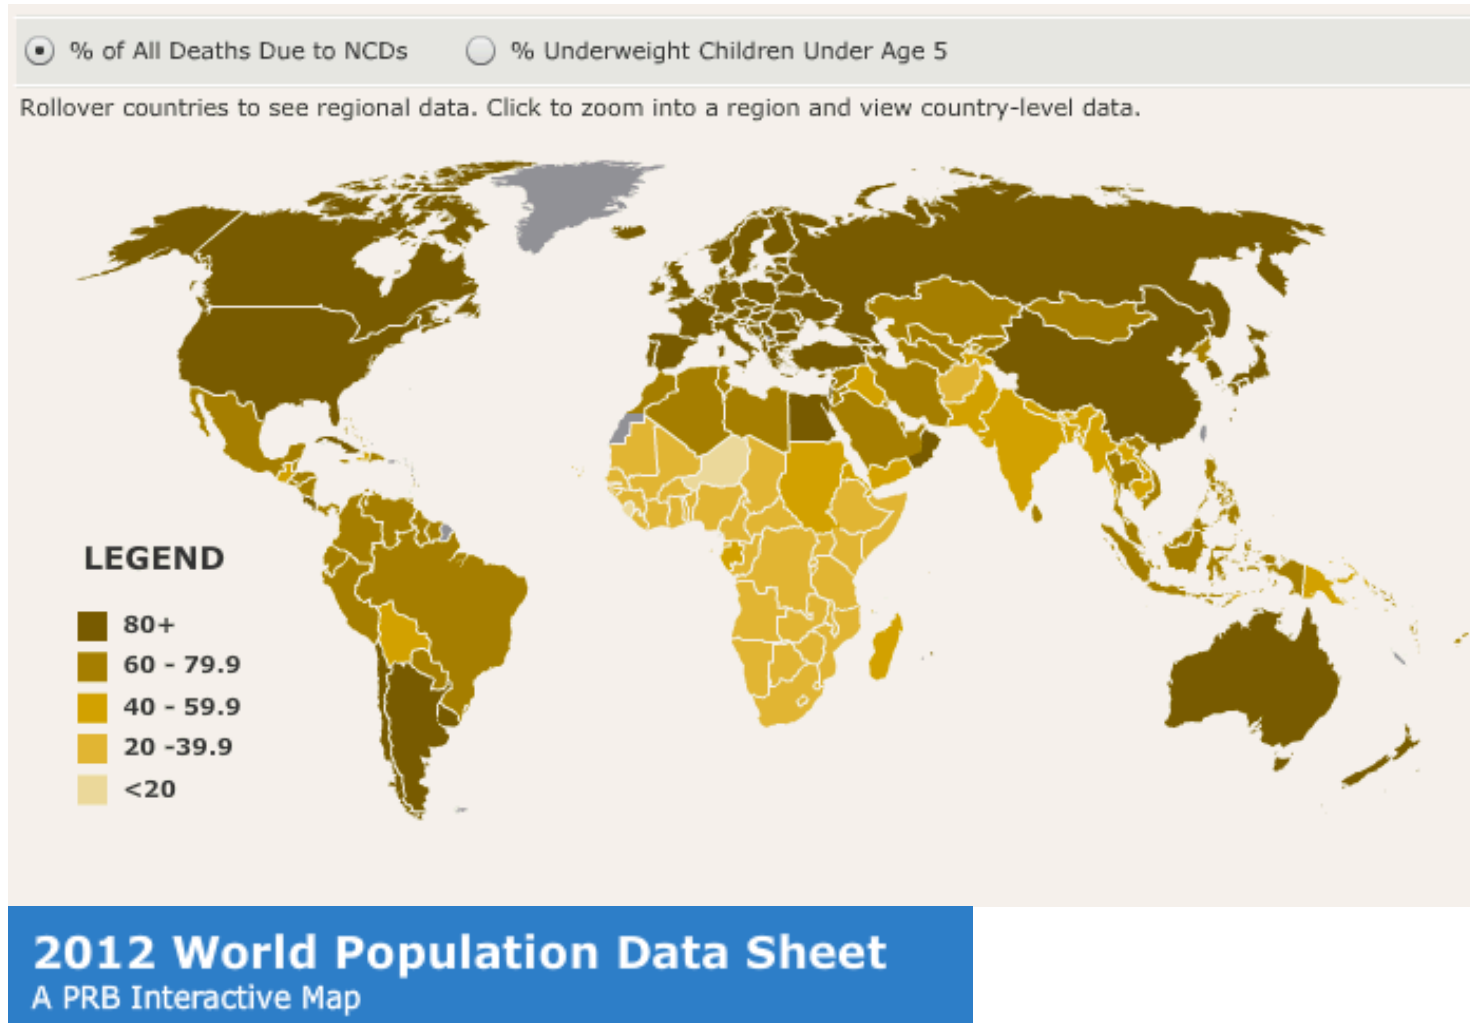 % of All Deaths Due to NCDs % Underweight Children Under Age 5
Rollover countries to see regional data. Click to zoom into a region and view country-level data.
LEGEND
80+
60 - 79.9
40 - 59.9
20 -39.9
<20
2012 World Population Data Sheet
A PRB Interactive Map